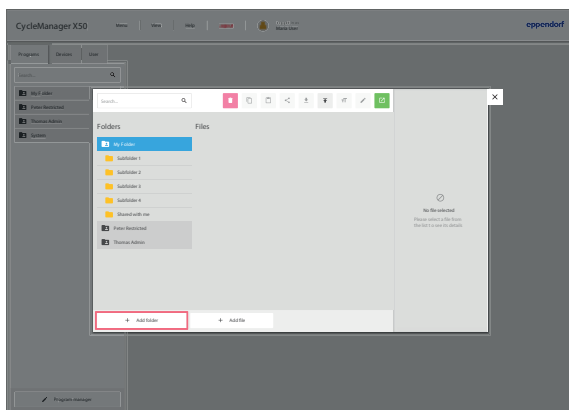 CycleManager X50
Menu
View
Help
Maria User
eppendorf
Programs
Devices
User
Search...
My Folder
Peter Restricted
Thomas Admin
System
Search...
Folders
Files
My Folder
Subfolder 1
Subfolder 2
Subfolder 3
Subfolder 4
Shared with me
Peter Restricted
Thomas Admin
No file selected
Please select a file from
the list to see its details
+ Add folder
+ Add file
Program manager